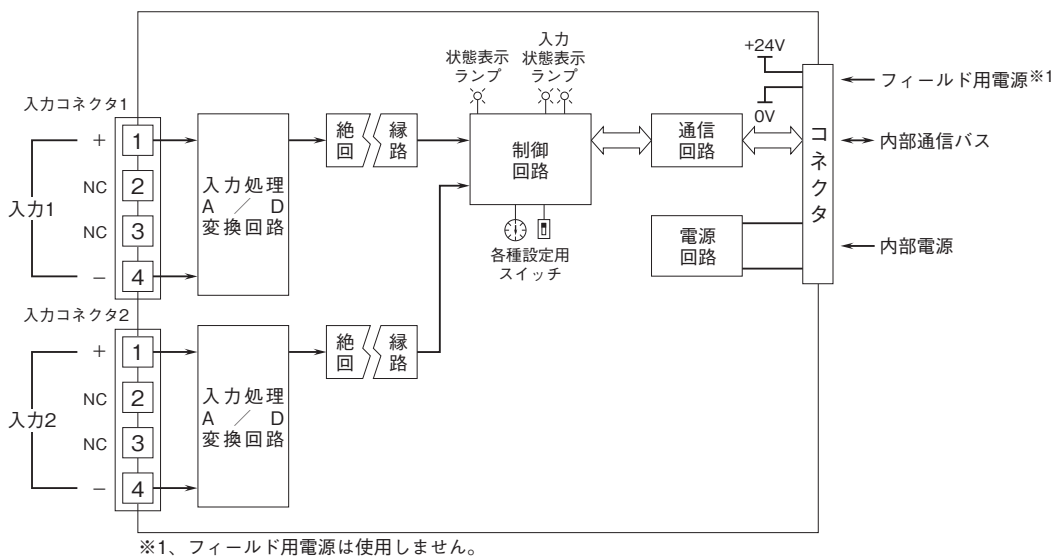 入力コネクタ1
+
1
NC
2
NC
3
−
4
入力1
入力処理
A ／ D
変換回路
絶 縁
回 路
状態表示
ランプ
入力
状態表示
ランプ
制御
回路
各種設定用
スイッチ
通信
回路
電源
回路
+24V
0V
コネクタ
フィールド用電源※1
内部通信バス
内部電源
入力コネクタ2
+
1
NC
2
NC
3
−
4
入力2
入力処理
A ／ D
変換回路
絶 縁
回 路
※1、フィールド用電源は使用しません。